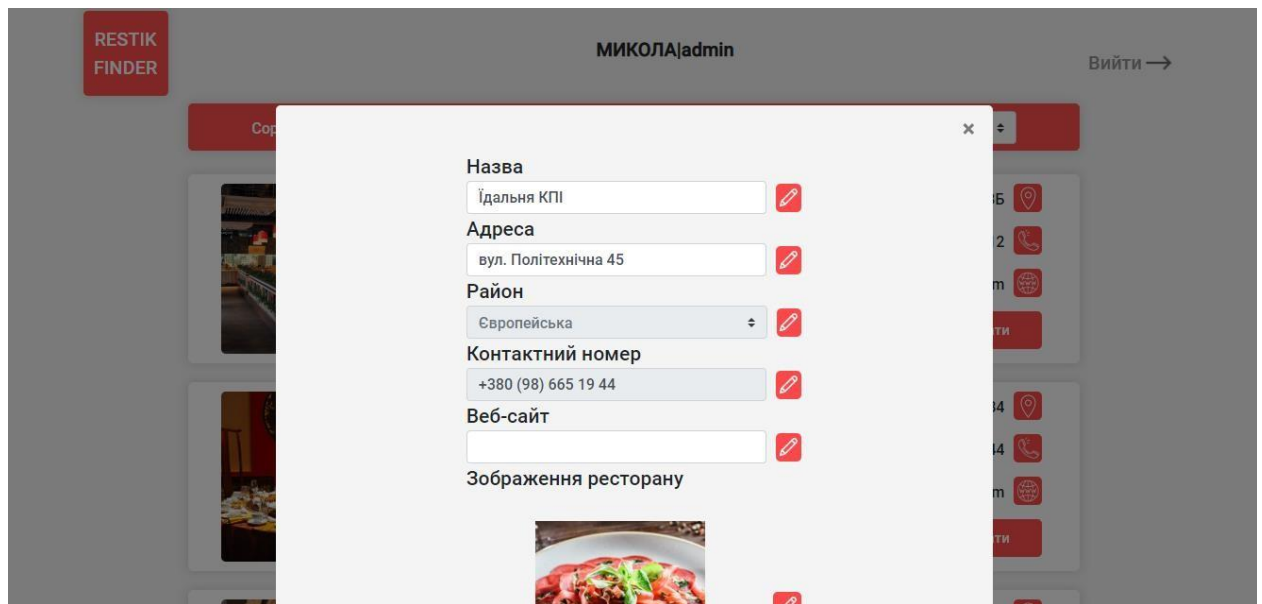 RESTIK
FINDER
МИКОЛА|admin
Вийти
×
Назва
Їдальня КПІ
Адреса
вул. Політехнічна 45
Район
Європейська
Контактний номер
+380 (98) 665 19 44
Веб-сайт
Зображення ресторану